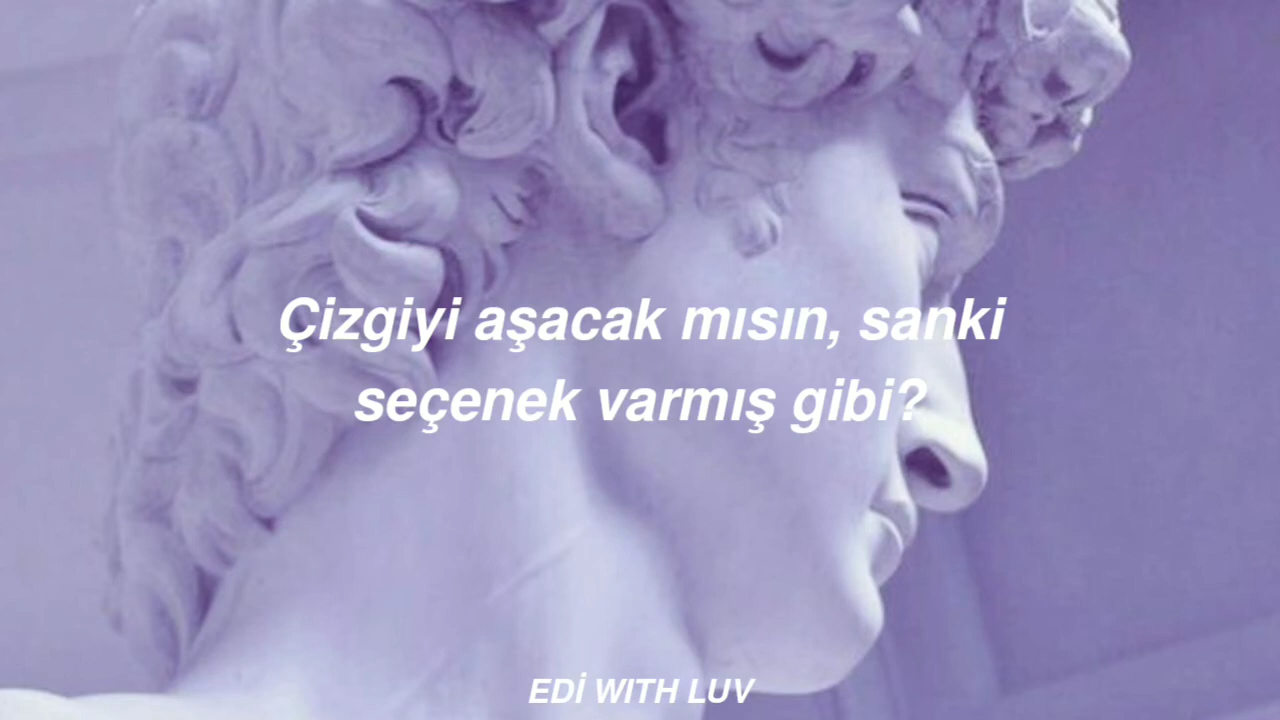 Çizgiyi aşacak mısın, sanki
seçenek varmış gibi?
EDİ WITH LUV